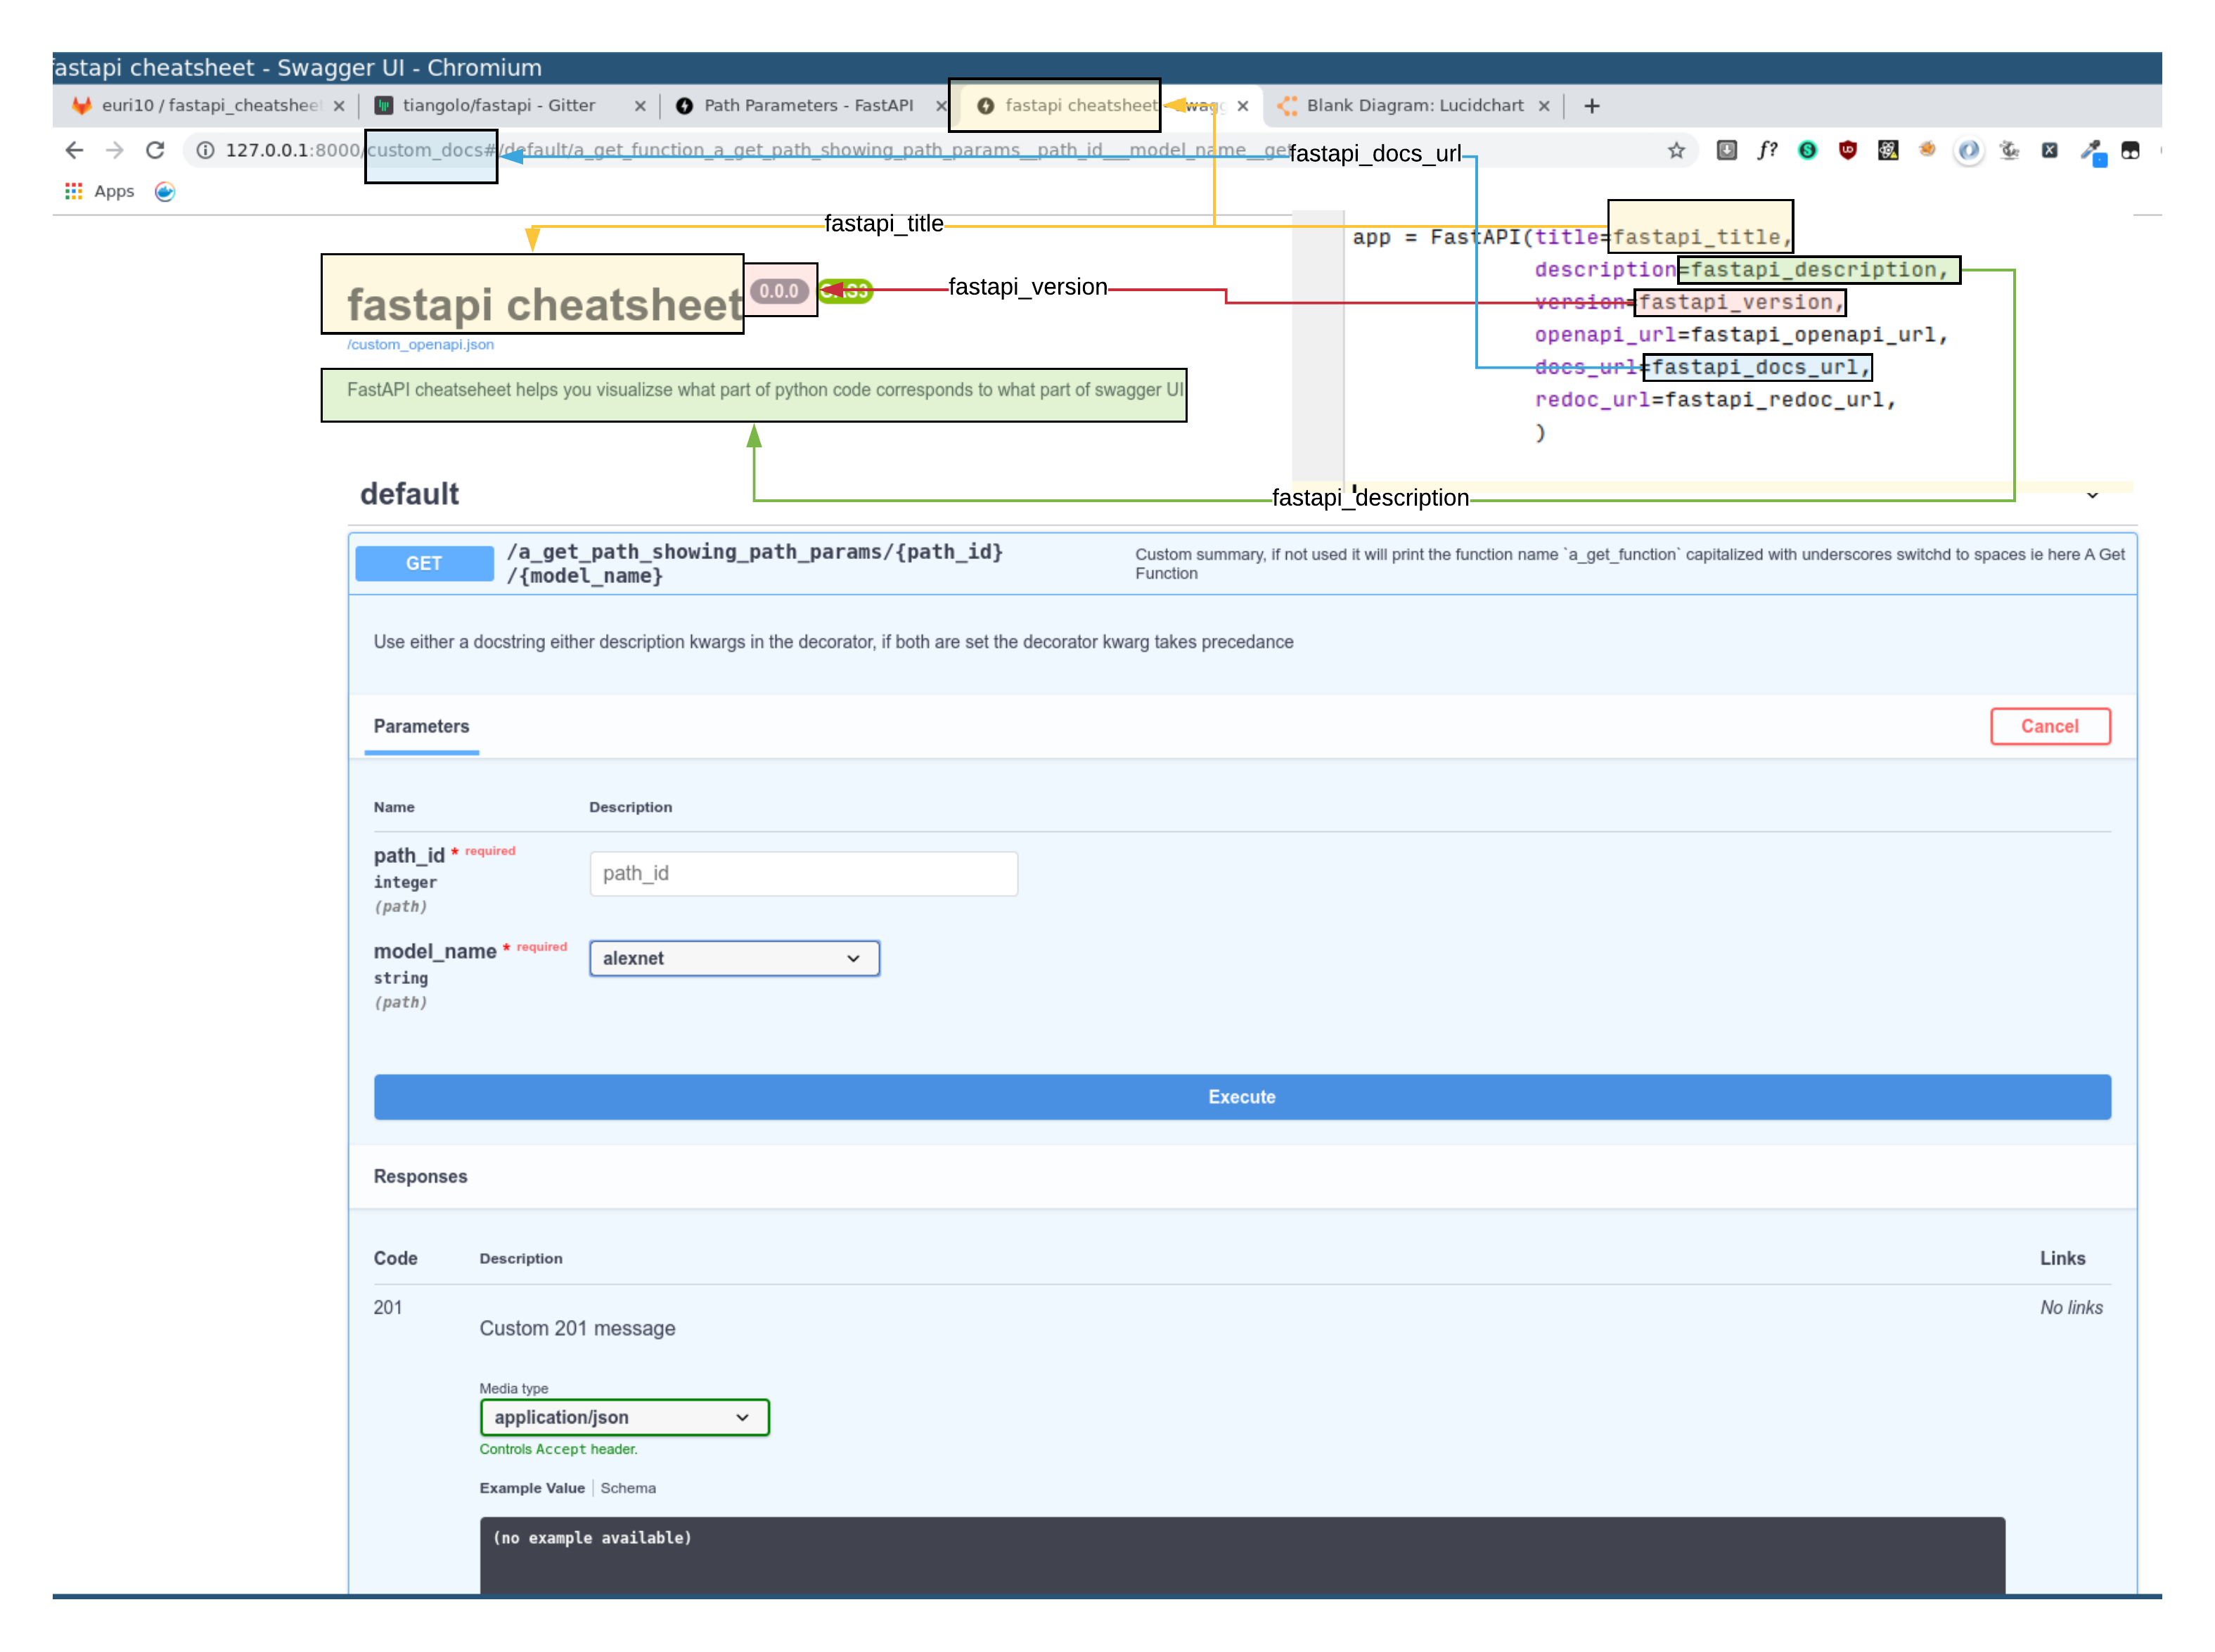 fastapi cheatsheet - Swagger UI - Chromium
euri10 / fastapi_cheatsheet
tiangolo/fastapi - Gitter
Path Parameters - FastAPI
fastapi cheatsheet - Swagg
Blank Diagram: Lucidchart
127.0.0.1:8000/custom_docs#/default/a_get_function_a_get_path_showing_path_params__path_id___model_name__get
fastapi_docs_url
Apps
fastapi_title
app = FastAPI(title=fastapi_title,
description=fastapi_description,
version=fastapi_version,
openapi_url=fastapi_openapi_url,
docs_url=fastapi_docs_url,
redoc_url=fastapi_redoc_url,
)
fastapi cheatsheet 0.0.0 OAS3
fastapi_version
/custom_openapi.json
FastAPI cheatseheet helps you visualizse what part of python code corresponds to what part of swagger UI
fastapi_description
default
GET
/a_get_path_showing_path_params/{path_id}
/{model_name}
Custom summary, if not used it will print the function name `a_get_function` capitalized with underscores switchd to spaces ie here A Get
Function
Use either a docstring either description kwargs in the decorator, if both are set the decorator kwarg takes precedance
Parameters
Cancel
Name Description
path_id * required
integer
(path)
path_id
model_name * required
string
(path)
alexnet
Execute
Responses
Code Description Links
201
Custom 201 message
No links
Media type
application/json
Controls Accept header.
Example Value Schema
(no example available)